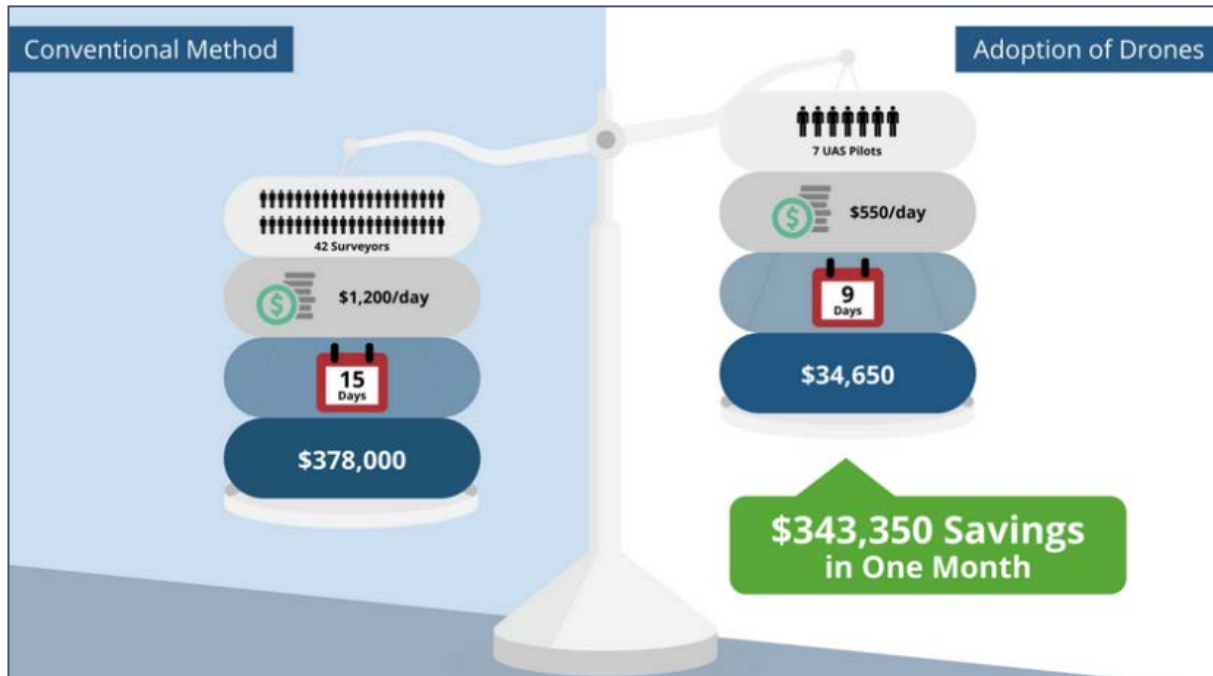 Conventional Method
42 Surveyors
$1,200/day
15
Days
$378,000
Adoption of Drones
7 UAS Pilots
$550/day
9
Days
$34,650
$343,350 Savings
in One Month